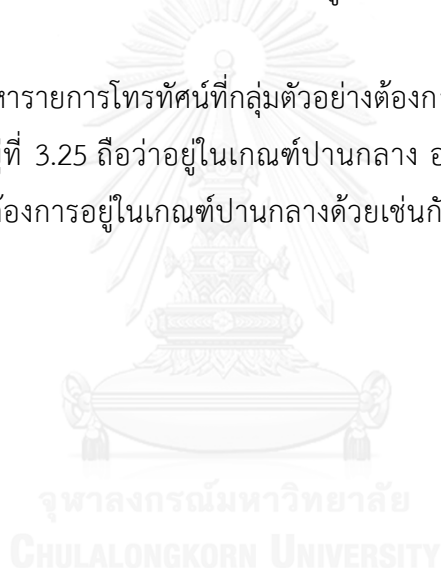 หารายการโทรทัศน์ที่กลุ่มตัวอย่างต้องก
ที่ 3.25 ถือว่าอยู่ในเกณฑ์ปานกลาง อ
ต้องการอยู่ในเกณฑ์ปานกลางด้วยเช่นกั
จุฬาลงกรณ์มหาวิทยาลัย
CHULALONGKORN UNIVERSITY